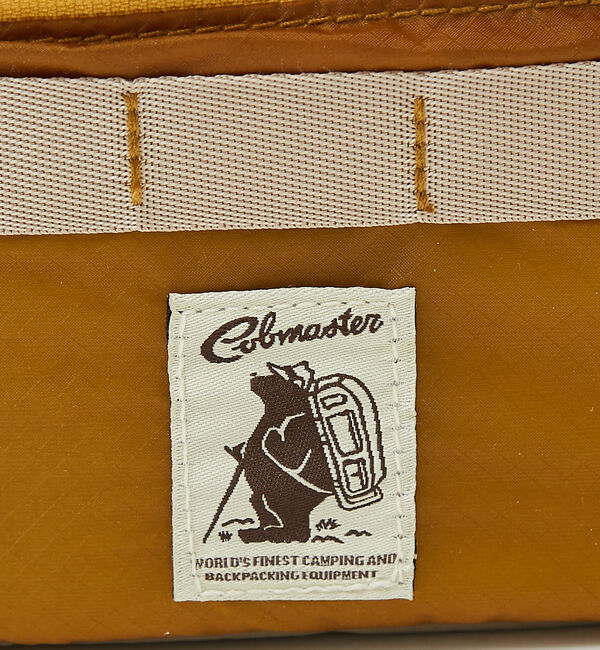 Cobmaster
WORLD'S FINEST CAMPING AND
BACKPACKING EQUIPMENT